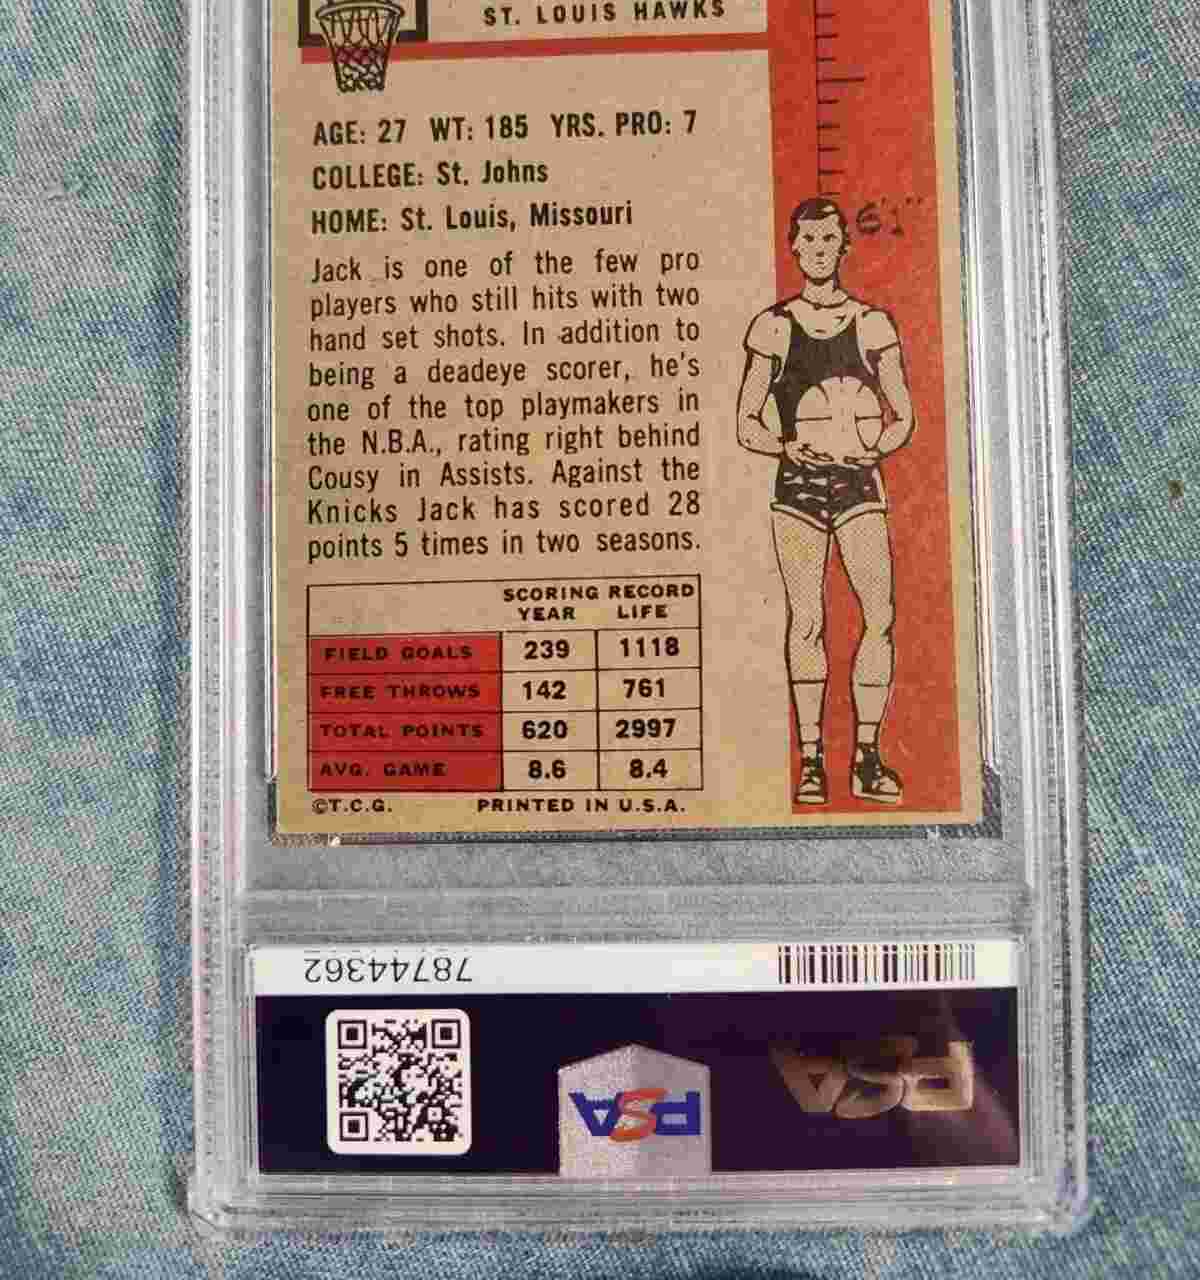 ST. LOUIS HAWKS
AGE: 27 WT: 185 YRS. PRO: 7
COLLEGE: St. Johns
HOME: St. Louis, Missouri
6'1"
Jack is one of the few pro
players who still hits with two
hand set shots. In addition to
being a deadeye scorer, he's
one of the top playmakers in
the N.B.A., rating right behind
Cousy in Assists. Against the
Knicks Jack has scored 28
points 5 times in two seasons.
SCORING RECORD
YEAR LIFE
FIELD GOALS 239 1118
FREE THROWS 142 761
TOTAL POINTS 620 2997
AVG. GAME 8.6 8.4
©T.C.G. PRINTED IN U.S.A.
78744362
PSA PSA